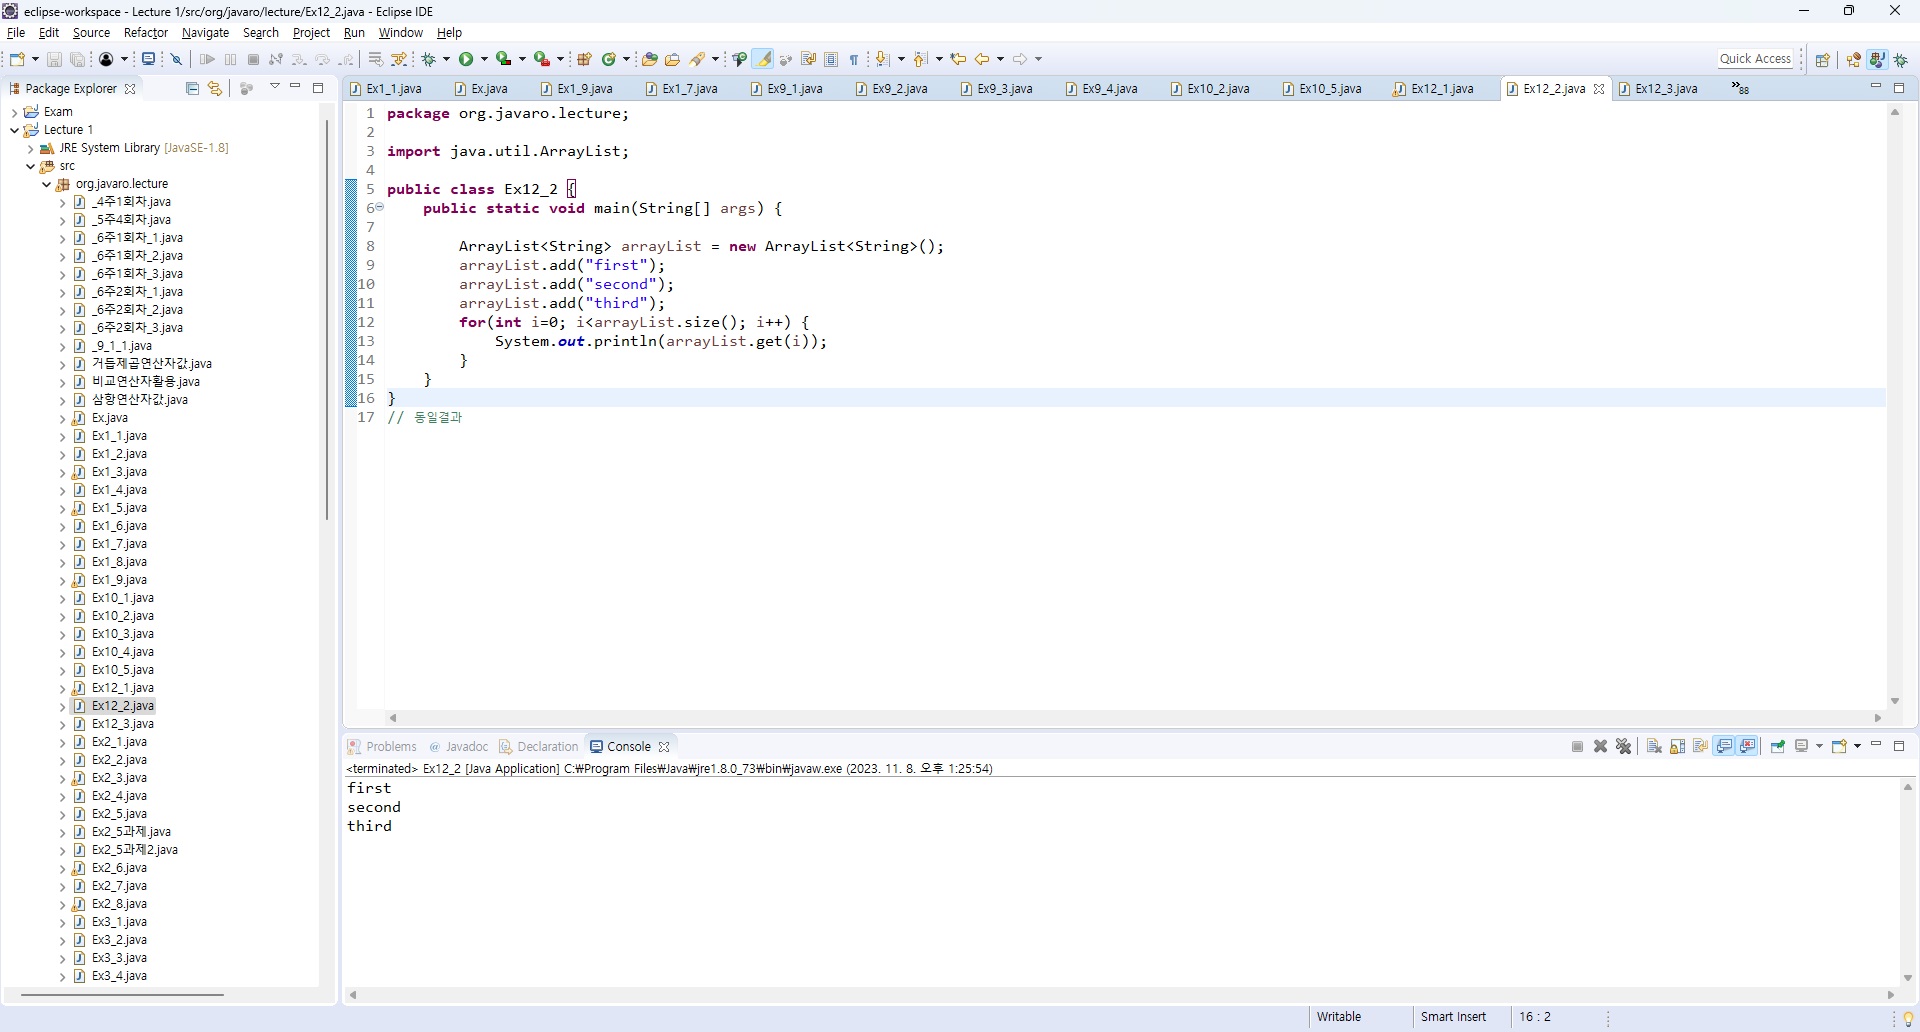 eclipse-workspace - Lecture 1/src/org/javaro/lecture/Ex12_2.java - Eclipse IDE
File Edit Source Refactor Navigate Search Project Run Window Help
Quick Access
Package Explorer
Exam
Lecture 1
JRE System Library [JavaSE-1.8]
src
org.javaro.lecture
_4주1회차.java
_5주4회차.java
_6주1회차_1.java
_6주1회차_2.java
_6주1회차_3.java
_6주2회차_1.java
_6주2회차_2.java
_6주2회차_3.java
_9_1_1.java
거듭제곱연산자값.java
비교연산자활용.java
삼항연산자값.java
Ex.java
Ex1_1.java
Ex1_2.java
Ex1_3.java
Ex1_4.java
Ex1_5.java
Ex1_6.java
Ex1_7.java
Ex1_8.java
Ex1_9.java
Ex10_1.java
Ex10_2.java
Ex10_3.java
Ex10_4.java
Ex10_5.java
Ex12_1.java
Ex12_2.java
Ex12_3.java
Ex2_1.java
Ex2_2.java
Ex2_3.java
Ex2_4.java
Ex2_5.java
Ex2_5과제.java
Ex2_5과제2.java
Ex2_6.java
Ex2_7.java
Ex2_8.java
Ex3_1.java
Ex3_2.java
Ex3_3.java
Ex3_4.java
Ex1_1.java Ex.java Ex1_9.java Ex1_7.java Ex9_1.java Ex9_2.java Ex9_3.java Ex9_4.java Ex10_2.java Ex10_5.java Ex12_1.java Ex12_2.java Ex12_3.java »88
1 package org.javaro.lecture;
2
3 import java.util.ArrayList;
4
5 public class Ex12_2 {
6 public static void main(String[] args) {
7
8 ArrayList<String> arrayList = new ArrayList<String>();
9 arrayList.add("first");
10 arrayList.add("second");
11 arrayList.add("third");
12 for(int i=0; i<arrayList.size(); i++) {
13 System.out.println(arrayList.get(i));
14 }
15 }
16 }
17 // 동일결과
Problems @ Javadoc Declaration Console
<terminated> Ex12_2 [Java Application] C:₩Program Files₩Java₩jre1.8.0_73₩bin₩javaw.exe (2023. 11. 8. 오후 1:25:54)
first
second
third
Writable Smart Insert 16 : 2